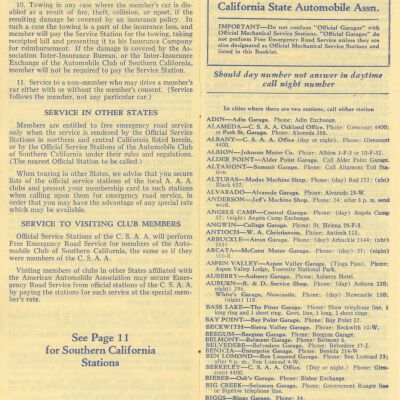 10. Towing in any case where the member's car is dis-
abled as a result of fire, theft, collision, or upset, if the
resulting damage be covered by an insurance policy. In
such a case the towing is a part of the insurance loss, and
member will pay the Service Station for the towing, taking
receipted bill and presenting it to his Insurance Company
for reimbursement. If the damage is covered by the Asso-
ciation Inter-Insurance Bureau, or the Inter-Insurance
Exchange of the Automobile Club of Southern California,
member will not be required to pay the Service Station.
11. Service to a non-member who may drive a member's
car either with or without the member's consent. (Service
follows the member, not any particular car.)
SERVICE IN OTHER STATES
Members are entitled to free emergency road service
only when the service is rendered by the Official Service
Stations in northern and central California listed herein,
or by the Official Service Stations of the Automobile Club
of Southern California under their rules and regulations.
(The nearest Official Station to be called.)
When touring in other States, we advise that you secure
lists of the official service stations of the local A. A. A.
clubs and present your membership card to such stations
when calling upon them for emergency road service, in
order that you may have the advantage of any special rate
which may be available.
SERVICE TO VISITING CLUB MEMBERS
Official Service Stations of the C. S. A. A. will perform
Free Emergency Road Service for members of the Auto-
mobile Club of Southern California, the same as if they
were members of the C. S. A. A.
Visiting members of clubs in other States affiliated with
the American Automobile Association may secure Emer-
gency Road Service from official stations of the C. S. A. A.
by paying the stations for such service at the special mem-
ber's rate.
See Page 11
for Southern California
Stations
California State Automobile Assn.
IMPORTANT—Do not confuse "Official Garages" with
Official Mechanical Service Stations. "Official Garages" do
not perform Free Emergency Road Service unless they are
also designated as Official Mechanical Service Stations and
listed in this Booklet.
Should day number not answer in daytime
call night number
In cities where there are two stations, call either station
ADIN—Adin Garage. Phone: Adin Exchange.
ALAMEDA—C. S. A. A. Oakland Office. Phone: Glencourt 4400;
or Park St. Garage. Phone: Alameda 386.
ALBANY—C. S. A. A. Office (day or night). Phone: Glencourt
4400.
ALBION—Johnson Motor Co. Phone: Albion 1-F-3 or 19-F-32.
ALDER POINT—Alder Point Garage. Call Alder Point Garage.
ALTAMONT—Summit Garage. Phone: Call Altamont Toll Sta-
tion.
ALTURAS—Modoc Machine Shop. Phone: (day) Red 272; (nht)
Black 622.
ALVARADO—Alvarado Garage. Phone: Alvarado 28-W.
ANDERSON—Jeff's Machine Shop. Phone: 24; after 8 p. m. send
word.
ANGELS CAMP—Central Garage. Phone: (day) Angels Camp
37; (night) Angels Camp Exchange.
ANGWIN—College Garage. Phone: St. Helena 79-F-1.
ANTIOCH—W. A. Christiansen. Phone: Antioch 132.
ARBUCKLE—Arens Garage. Phone: (day) Arbuckle 2184; (nht)
2551.
ARCATA—McCann Motor Garage. Phone: (day) 57; (night)
110-R.
ASPEN VALLEY—Aspen Valley Garage. (Tioga Pass). Phone:
Aspen Valley Lodge, Yosemite National Park.
AUBERRY—Auberry Garage. Phone: Auberry Hotel.
AUBURN—R. & D. Service Shop. Phone: (day) Auburn 220;
(night) 298.
White's Garage, Newcastle. Phone: (day) Newcastle 110;
(night) 118.
BASS LAKE—The Pines Garage. Phone: Shaw telephone line, 1
long ring and 1 short ring. Govt. line, 1 long, 2 short rings.
BAY POINT—Bay Point Garage. Phone: Bay Point 22.
BECKWITH—Sierra Valley Garage. Phone: Beckwith 10-W.
BEEGUM—Beegum Garage. Phone: Beegum Garage.
BELMONT—Belmont Garage. Phone: Belmont 6.
BELVEDERE—Belvedere Garage. Phone: Belvedere 37-J.
BENICIA—Enterprise Garage. Phone: Benicia 214-W
BEN LOMOND—Ben Lomond Garage. Phone: Ben Lomond 23;
after 9 p. m., Ben Lomond 4-W.
BERKELEY—C. S. A. A. Office. (Day or night.) Phone: Glen-
court 4400.
BIEBER—Oak's Garage. Phone: Bieber Exchange.
BIG CREEK—Solomon Garage. Phone: Government Ranger line
or Bigelow telephone line.
BIGGS—Biggs Garage. Phone: 34.